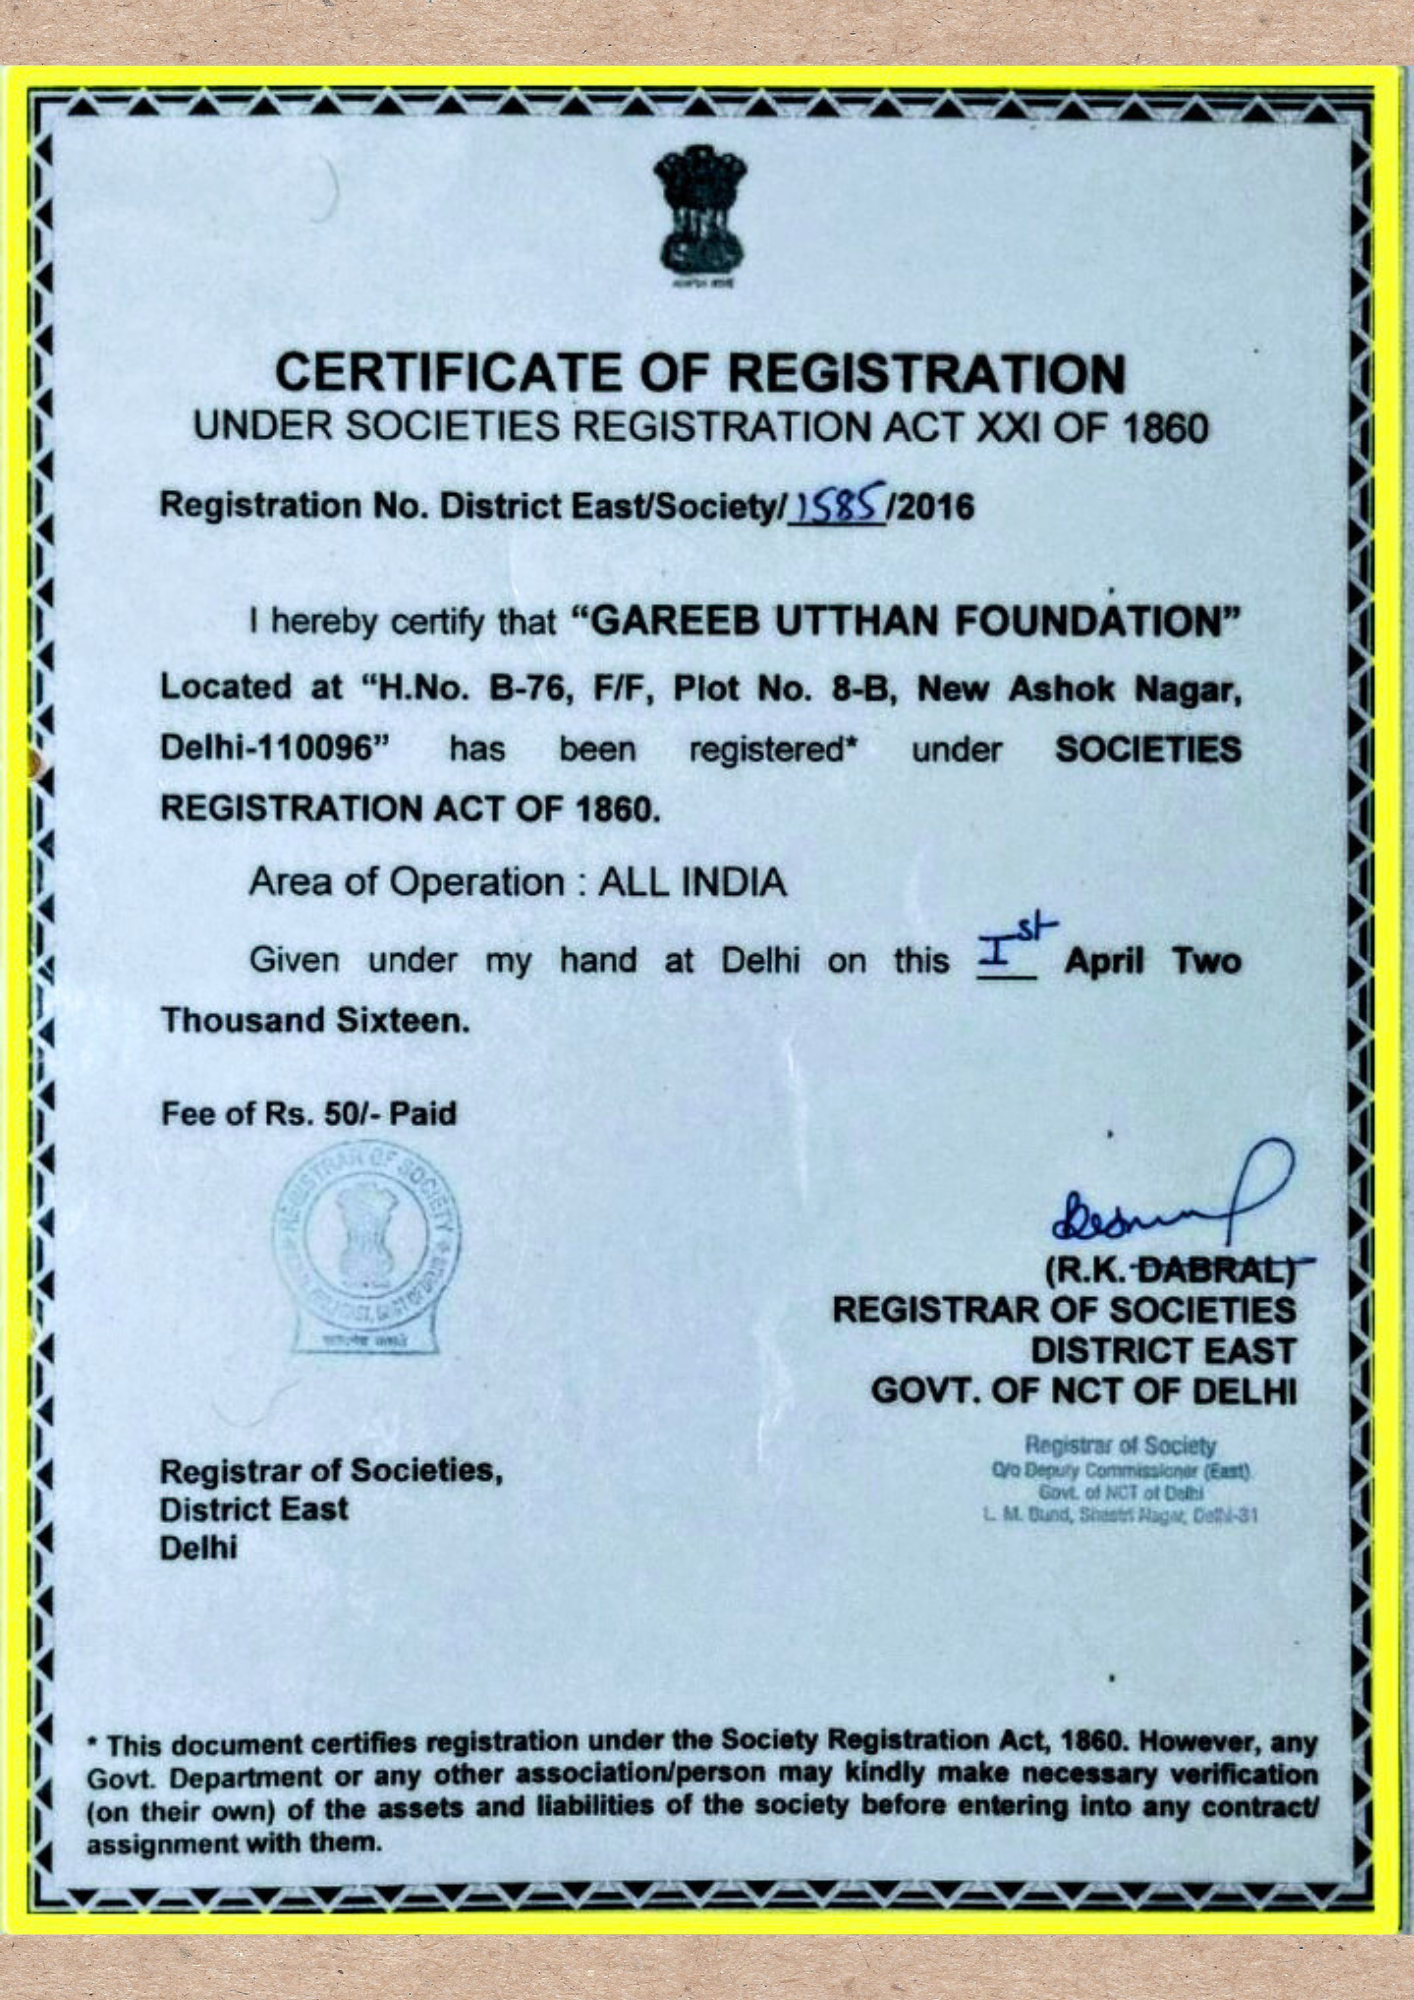 CERTIFICATE OF REGISTRATION
UNDER SOCIETIES REGISTRATION ACT XXI OF 1860
Registration No. District East/Society/1585/2016
I hereby certify that “GAREEB UTTHAN FOUNDATION”
Located at “H.No. B-76, F/F, Plot No. 8-B, New Ashok Nagar,
Delhi-110096” has been registered* under SOCIETIES
REGISTRATION ACT OF 1860.
Area of Operation : ALL INDIA
Given under my hand at Delhi on this Ist April Two
Thousand Sixteen.
Fee of Rs. 50/- Paid
REGISTRAR OF SOCIETY
(R.K. DABRAL)
REGISTRAR OF SOCIETIES
DISTRICT EAST
GOVT. OF NCT OF DELHI
Registrar of Society
O/o Deputy Commissioner (East)
Govt. of NCT of Delhi
L. M. Bund, Shastri Nagar, Delhi-31
Registrar of Societies,
District East
Delhi
* This document certifies registration under the Society Registration Act, 1860. However, any
Govt. Department or any other association/person may kindly make necessary verification
(on their own) of the assets and liabilities of the society before entering into any contract/
assignment with them.